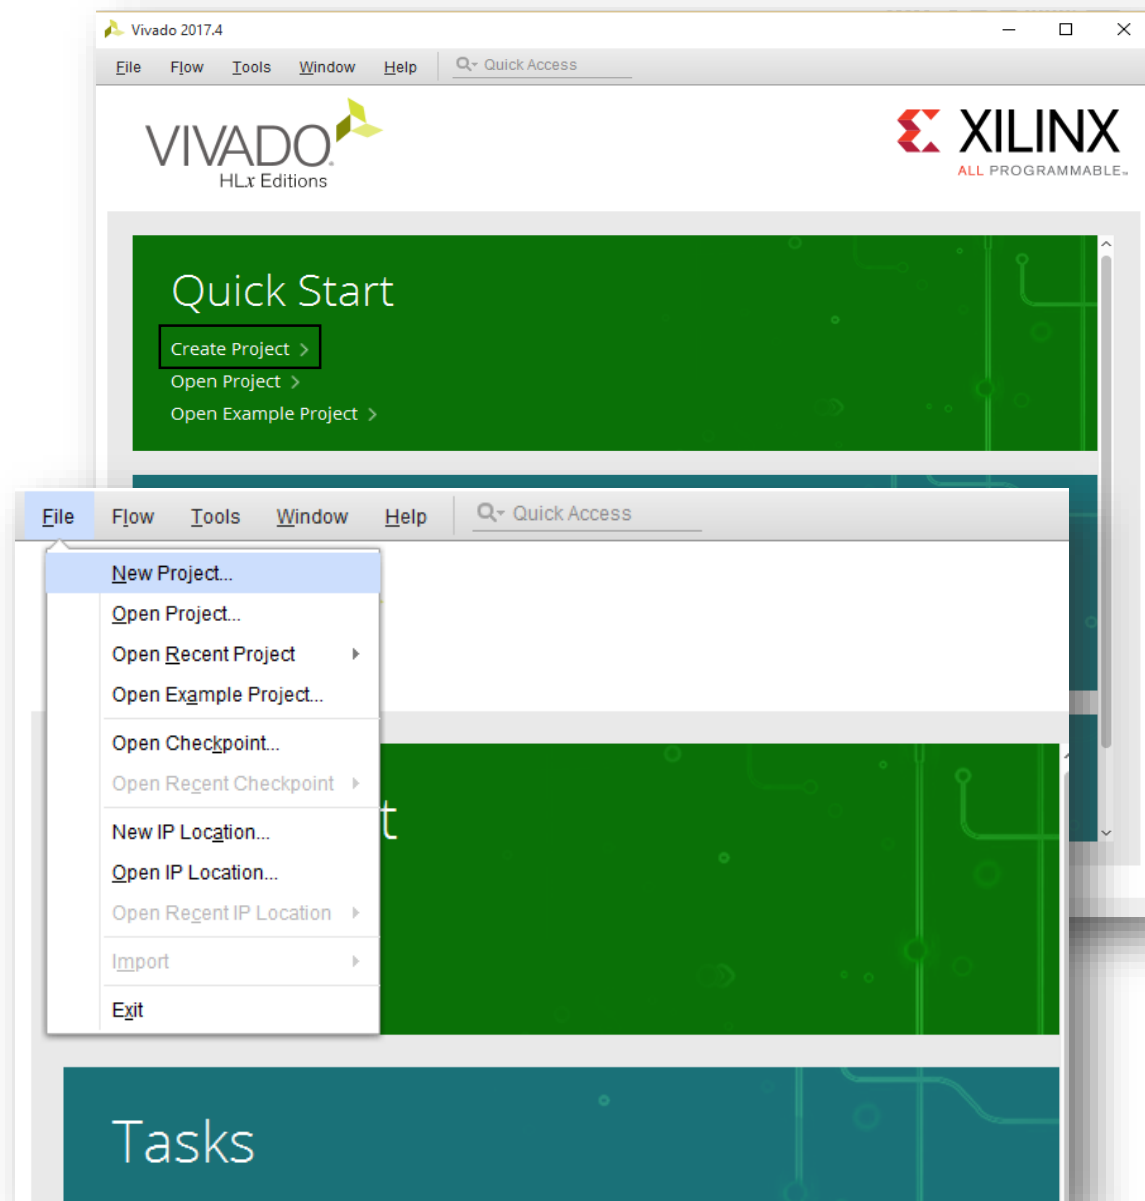 Vivado 2017.4
File Flow Tools Window Help Quick Access
VIVADO.
HLx Editions
XILINX
ALL PROGRAMMABLE™
Quick Start
Create Project
Open Project
Open Example Project
File Flow Tools Window Help Quick Access
New Project...
Open Project...
Open Recent Project
Open Example Project...
Open Checkpoint...
Open Recent Checkpoint
New IP Location...
Open IP Location...
Open Recent IP Location
Import
Exit
t
Tasks